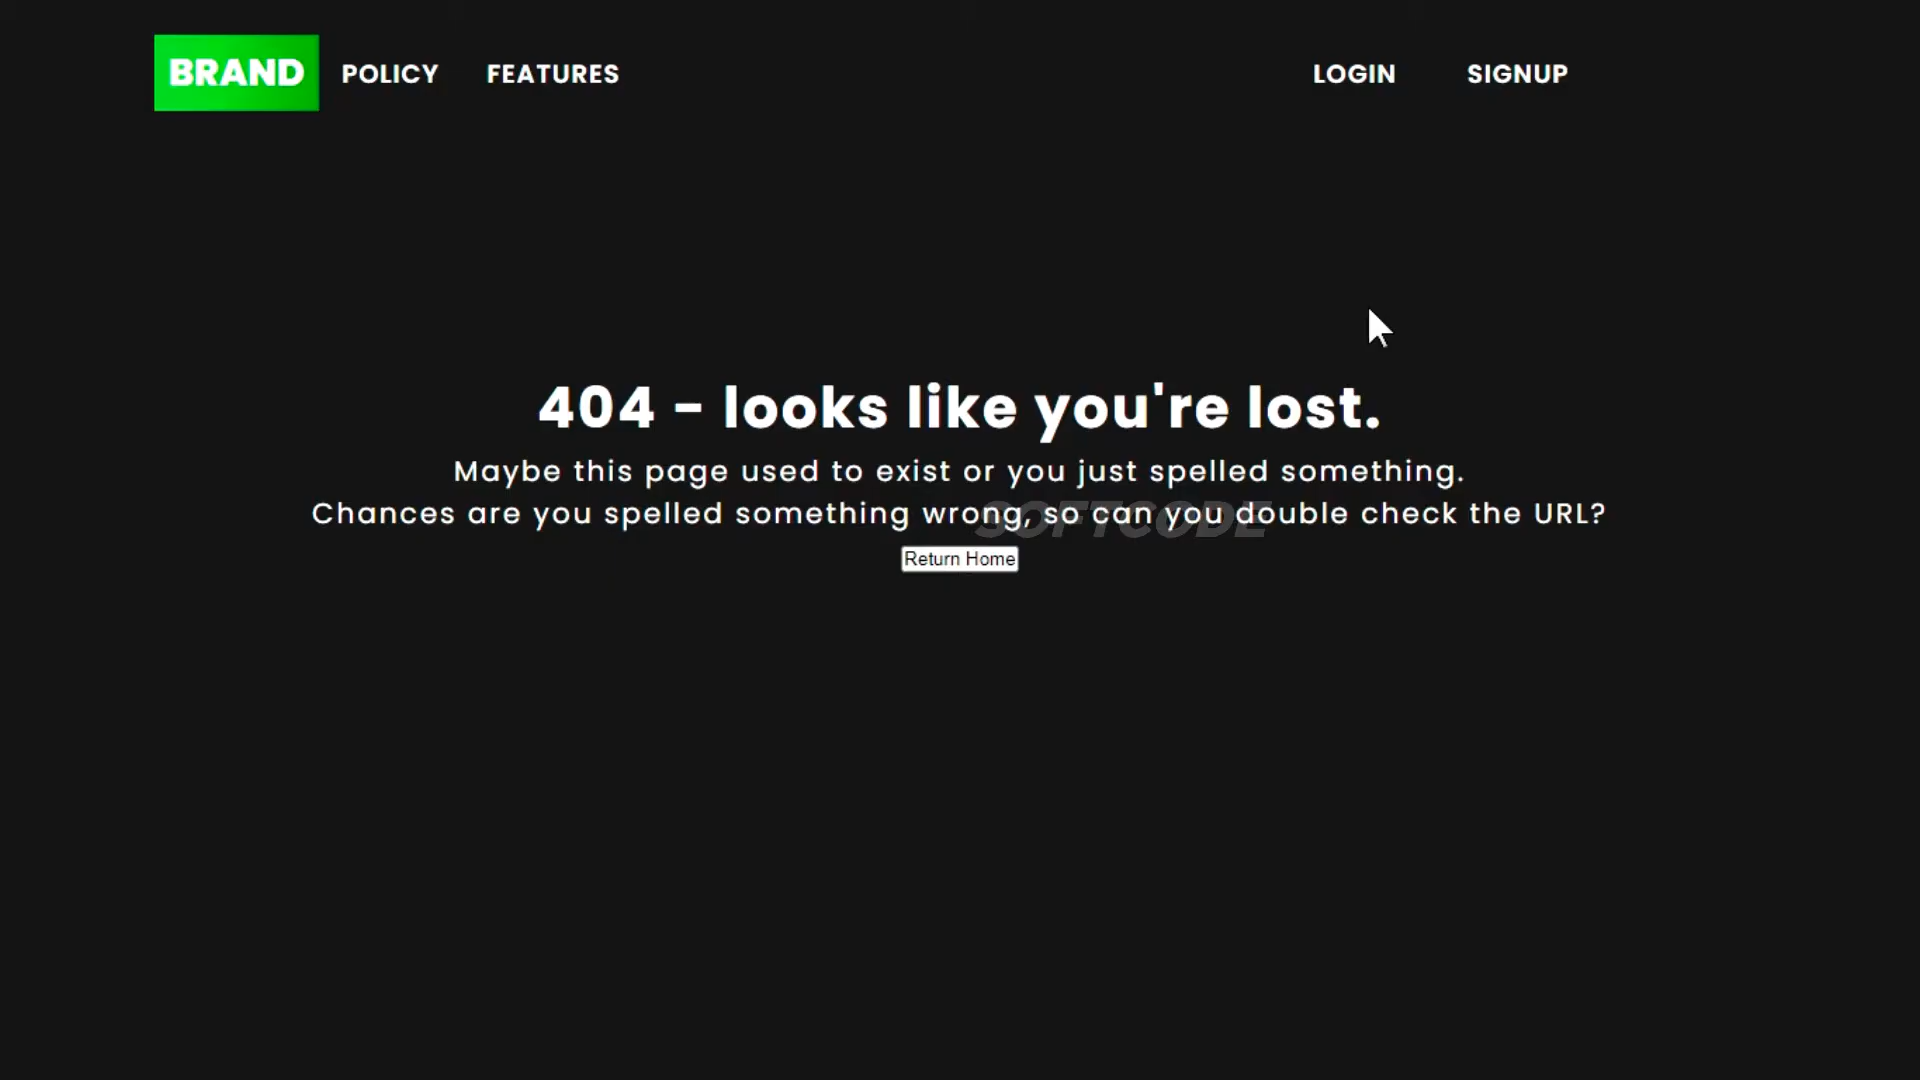 BRAND POLICY FEATURES LOGIN SIGNUP
404 - looks like you're lost.
Maybe this page used to exist or you just spelled something.
Chances are you spelled something wrong, so can you double check the URL?
SOFTCODE
Return Home